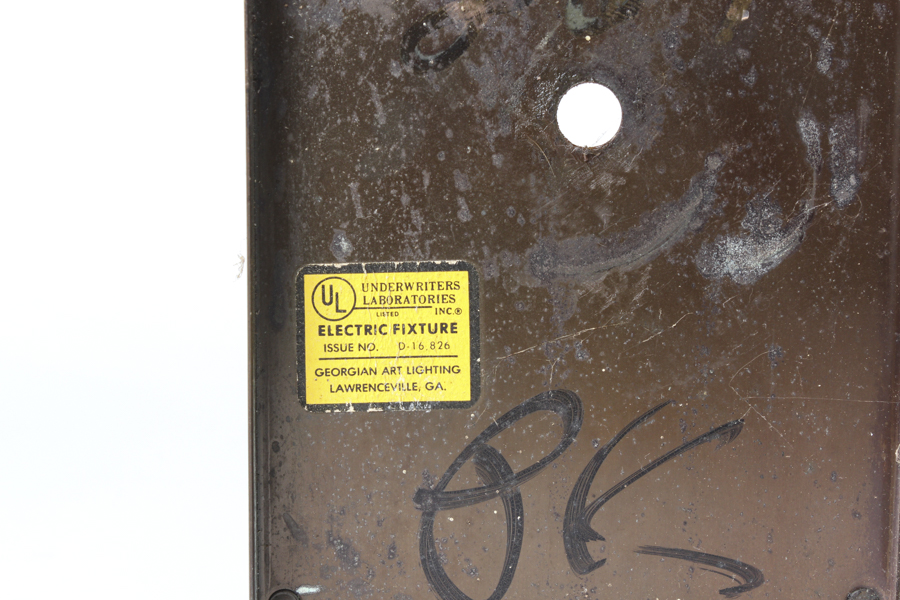 UL UNDERWRITERS
LABORATORIES
LISTED INC.®
ELECTRIC FIXTURE
ISSUE NO. D-16,826
GEORGIAN ART LIGHTING
LAWRENCEVILLE, GA.